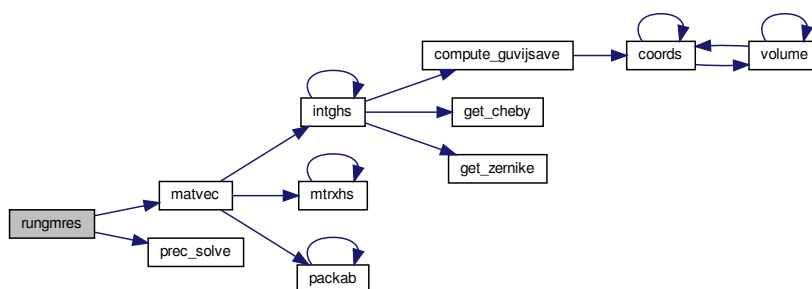 rungmres
matvec
prec_solve
intghs
mtrxhs
packab
compute_guvijsave
get_cheby
get_zernike
coords
volume